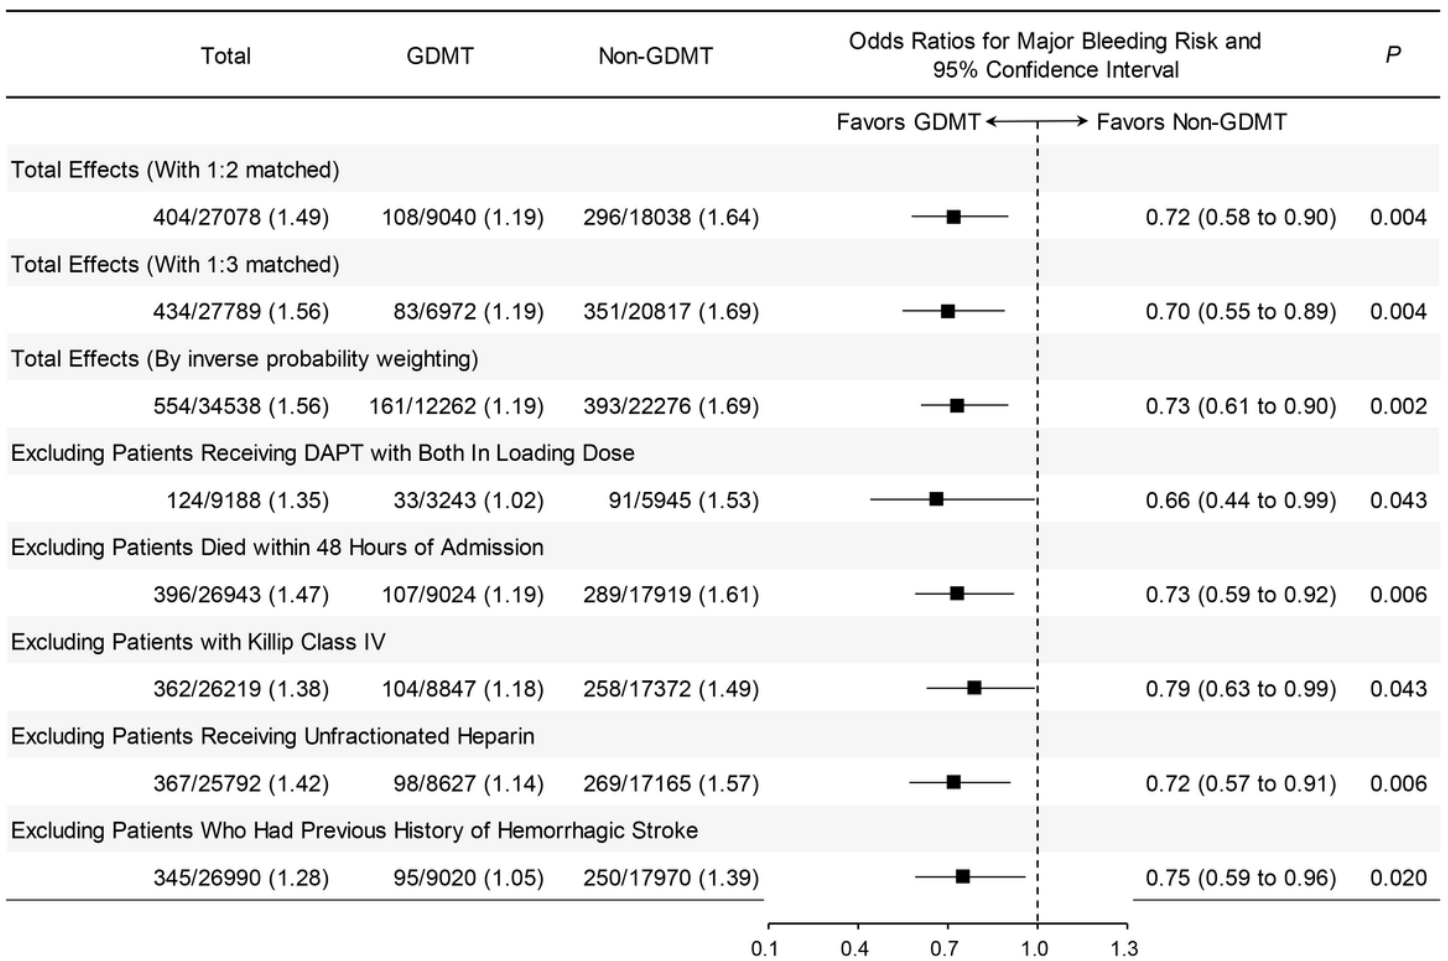 Total GDMT Non-GDMT Odds Ratios for Major Bleeding Risk and
95% Confidence Interval P
Favors GDMT Favors Non-GDMT
Total Effects (With 1:2 matched)
404/27078 (1.49) 108/9040 (1.19) 296/18038 (1.64) 0.72 (0.58 to 0.90) 0.004
Total Effects (With 1:3 matched)
434/27789 (1.56) 83/6972 (1.19) 351/20817 (1.69) 0.70 (0.55 to 0.89) 0.004
Total Effects (By inverse probability weighting)
554/34538 (1.56) 161/12262 (1.19) 393/22276 (1.69) 0.73 (0.61 to 0.90) 0.002
Excluding Patients Receiving DAPT with Both In Loading Dose
124/9188 (1.35) 33/3243 (1.02) 91/5945 (1.53) 0.66 (0.44 to 0.99) 0.043
Excluding Patients Died within 48 Hours of Admission
396/26943 (1.47) 107/9024 (1.19) 289/17919 (1.61) 0.73 (0.59 to 0.92) 0.006
Excluding Patients with Killip Class IV
362/26219 (1.38) 104/8847 (1.18) 258/17372 (1.49) 0.79 (0.63 to 0.99) 0.043
Excluding Patients Receiving Unfractionated Heparin
367/25792 (1.42) 98/8627 (1.14) 269/17165 (1.57) 0.72 (0.57 to 0.91) 0.006
Excluding Patients Who Had Previous History of Hemorrhagic Stroke
345/26990 (1.28) 95/9020 (1.05) 250/17970 (1.39) 0.75 (0.59 to 0.96) 0.020
0.1 0.4 0.7 1.0 1.3